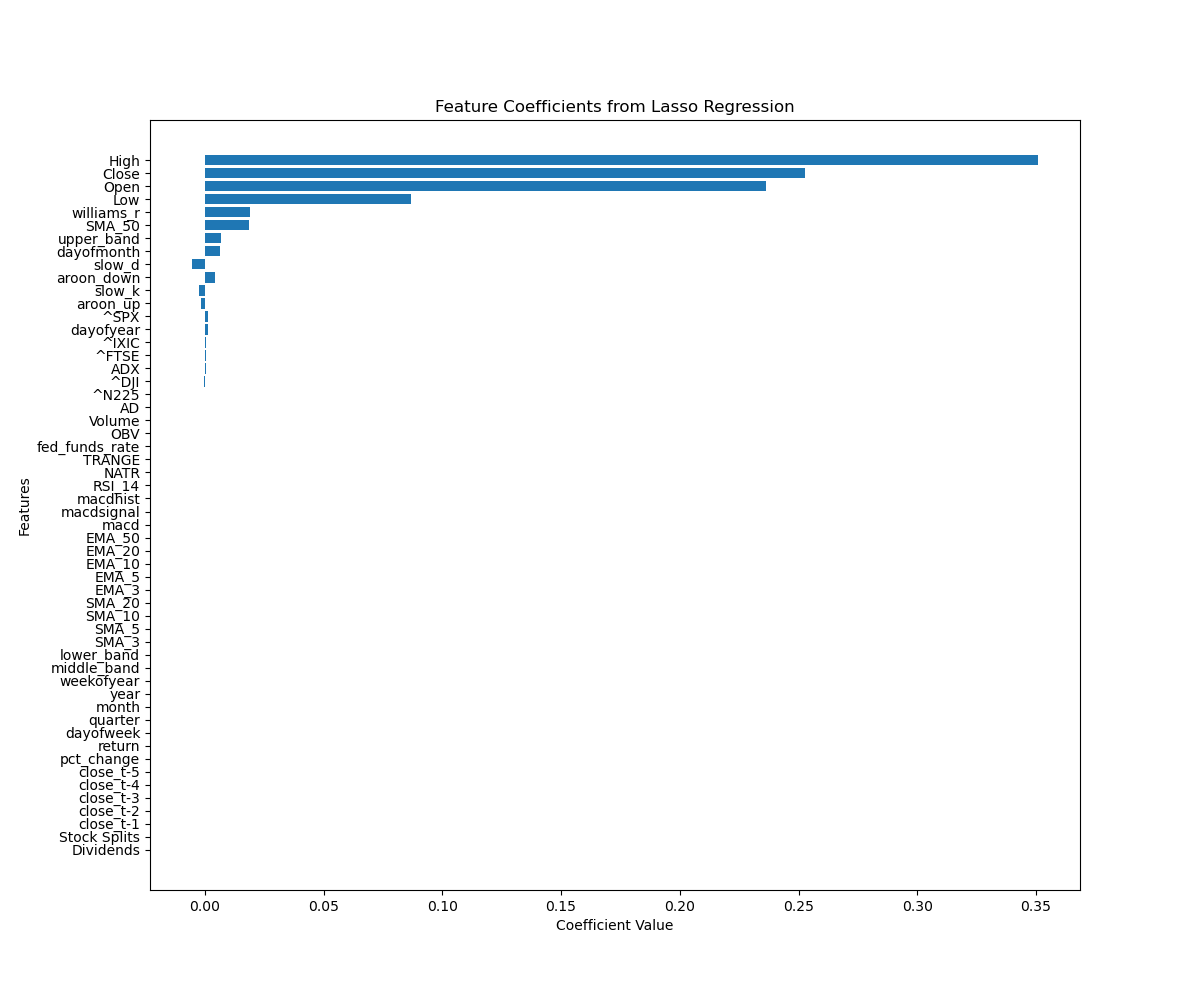 Feature Coefficients from Lasso Regression
High
Close
Open
Low
williams_r
SMA_50
upper_band
dayofmonth
slow_d
aroon_down
slow_k
aroon_up
^SPX
dayofyear
^IXIC
^FTSE
ADX
^DJI
^N225
AD
Volume
OBV
fed_funds_rate
TRANGE
NATR
RSI_14
macdhist
macdsignal
macd
EMA_50
EMA_20
EMA_10
EMA_5
EMA_3
SMA_20
SMA_10
SMA_5
SMA_3
lower_band
middle_band
weekofyear
year
month
quarter
dayofweek
return
pct_change
close_t-5
close_t-4
close_t-3
close_t-2
close_t-1
Stock Splits
Dividends
Features
0.00 0.05 0.10 0.15 0.20 0.25 0.30 0.35
Coefficient Value